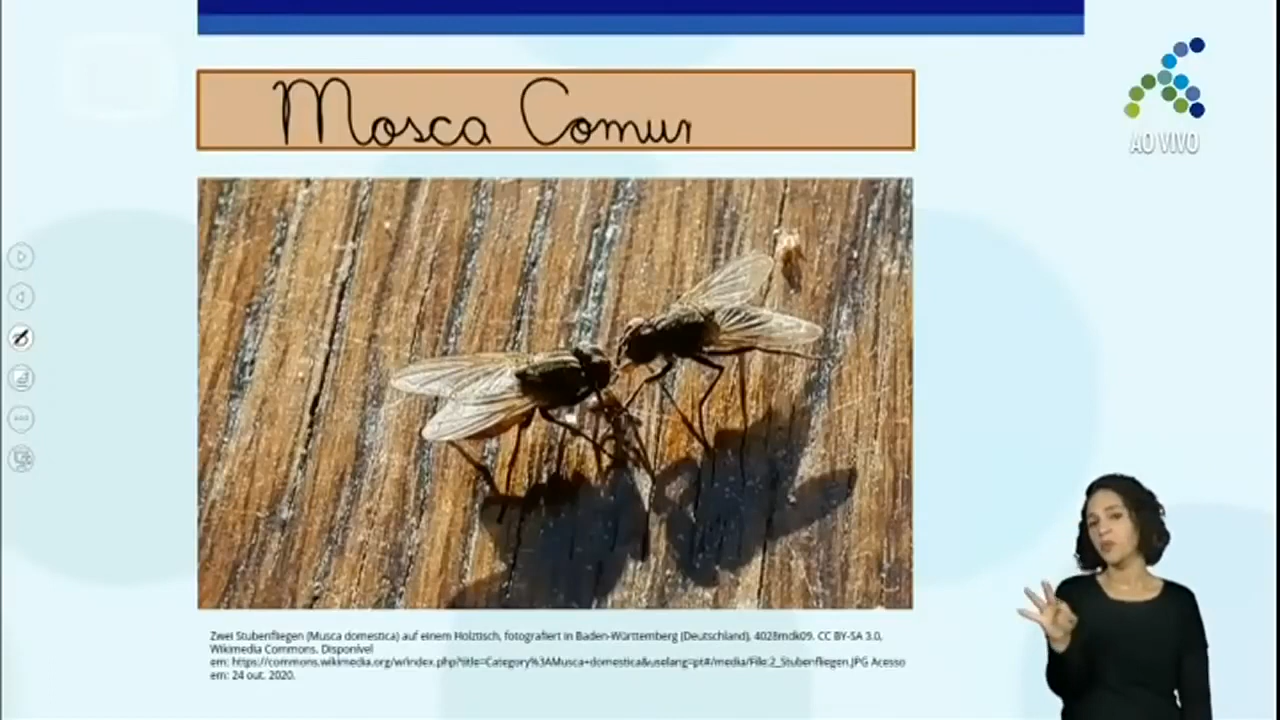 Mosca Comun
AO VIVO
Zwei Stubenfliegen (Musca domestica) auf einem Holztisch, fotografiert in Baden-Württemberg (Deutschland), 4028mdk09. CC BY-SA 3.0,
Wikimedia Commons. Disponível
em: https://commons.wikimedia.org/w/index.php?title=Category%3AMusca+domestica&uselang=pt#/media/File:2_Stubenfliegen.JPG Acesso
em: 24 out. 2020.